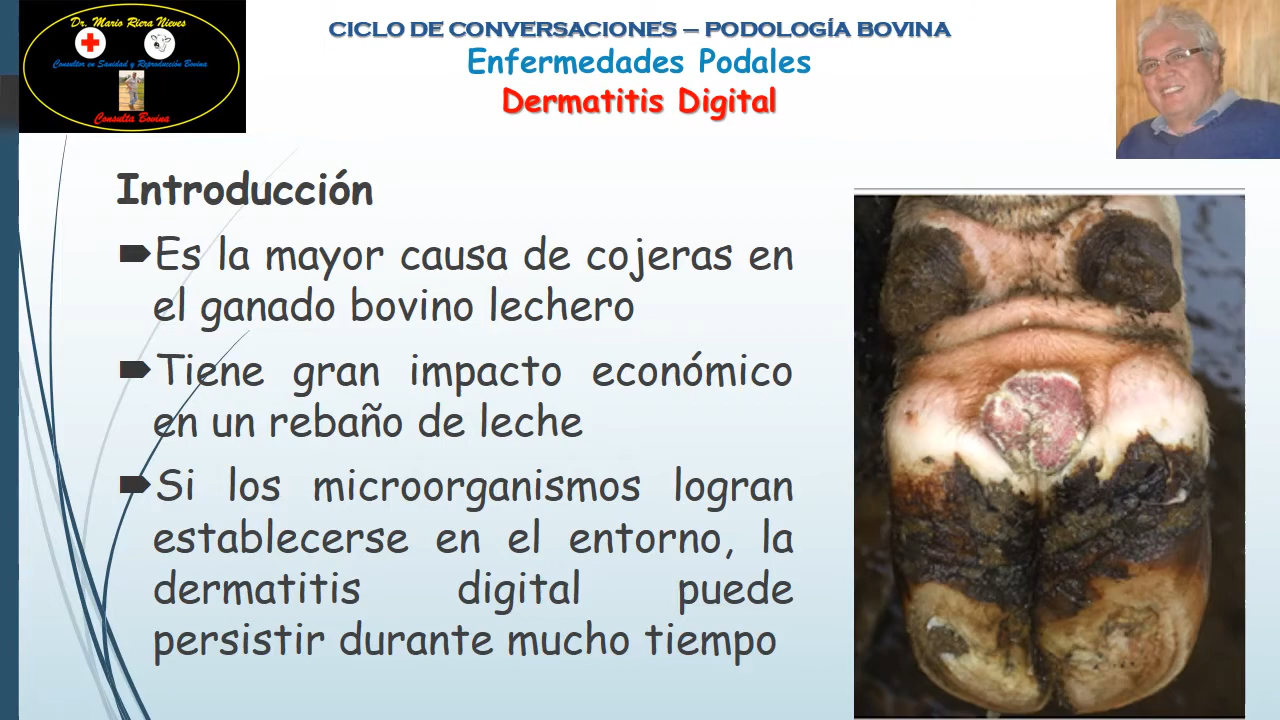 Dr. Mario Riera Nieves
Consultor en Sanidad y Reproducción Bovina
Consulta Bovina
CICLO DE CONVERSACIONES – PODOLOGÍA BOVINA
Enfermedades Podales
Dermatitis Digital
Introducción
Es la mayor causa de cojeras en
el ganado bovino lechero
Tiene gran impacto económico
en un rebaño de leche
Si los microorganismos logran
establecerse en el entorno, la
dermatitis digital puede
persistir durante mucho tiempo